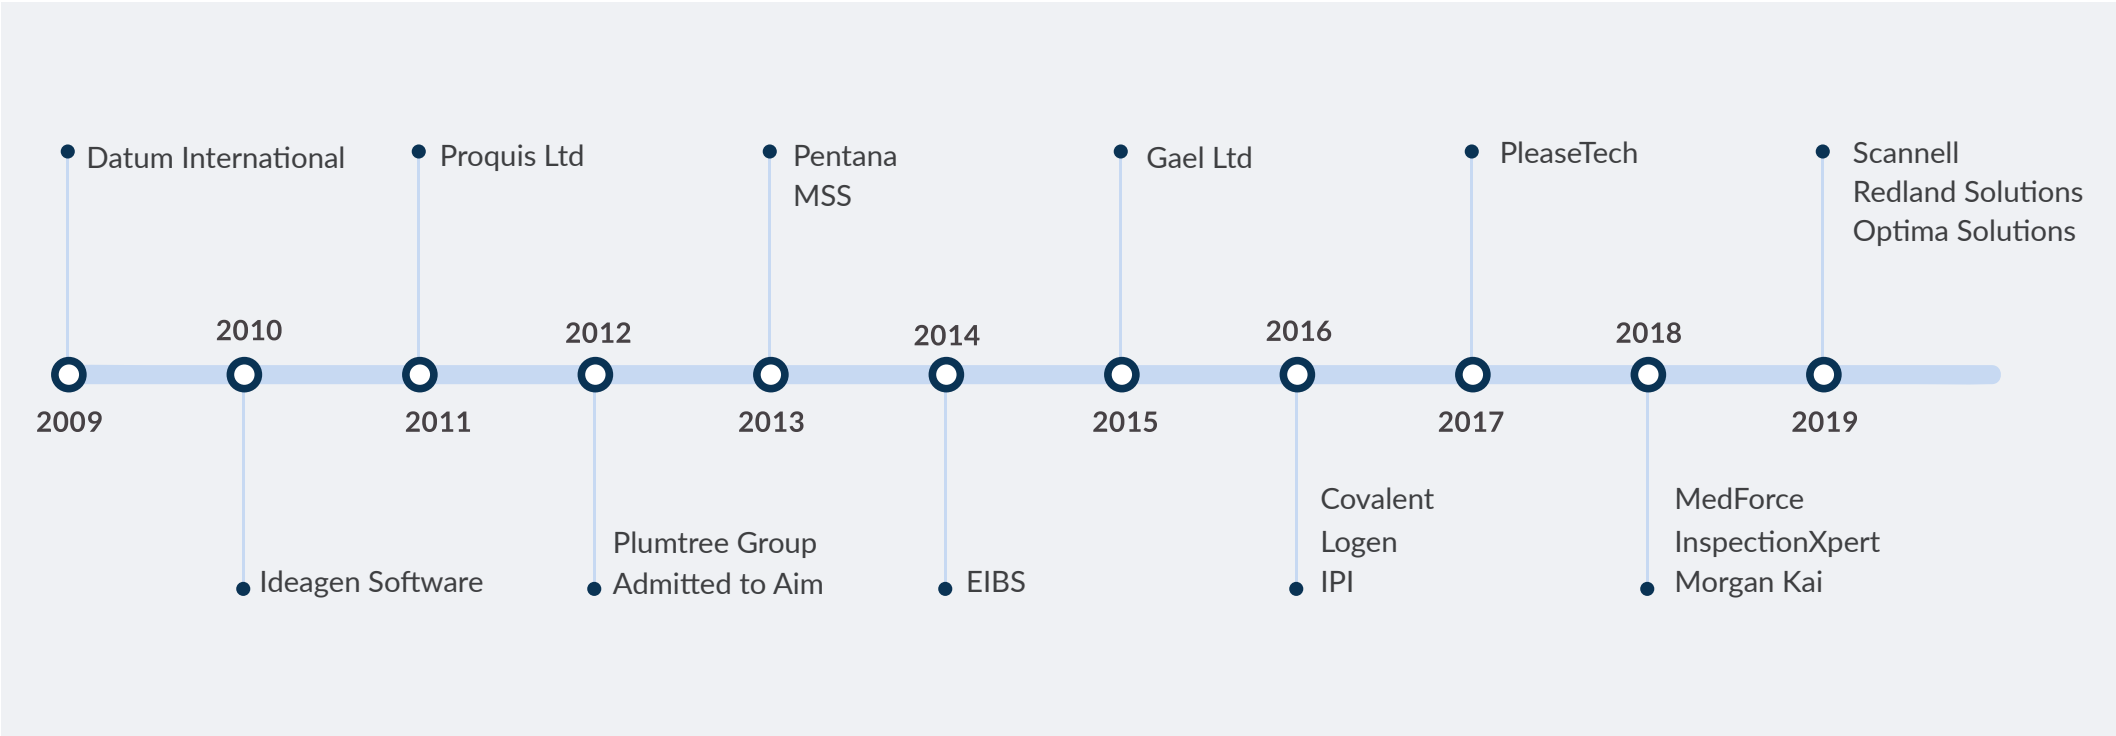 Datum International
2009
2010
Ideagen Software
Proquis Ltd
2011
2012
Plumtree Group
Admitted to Aim
Pentana
MSS
2013
2014
EIBS
Gael Ltd
2015
2016
Covalent
Logen
IPI
PleaseTech
2017
2018
MedForce
InspectionXpert
Morgan Kai
Scannell
Redland Solutions
Optima Solutions
2019